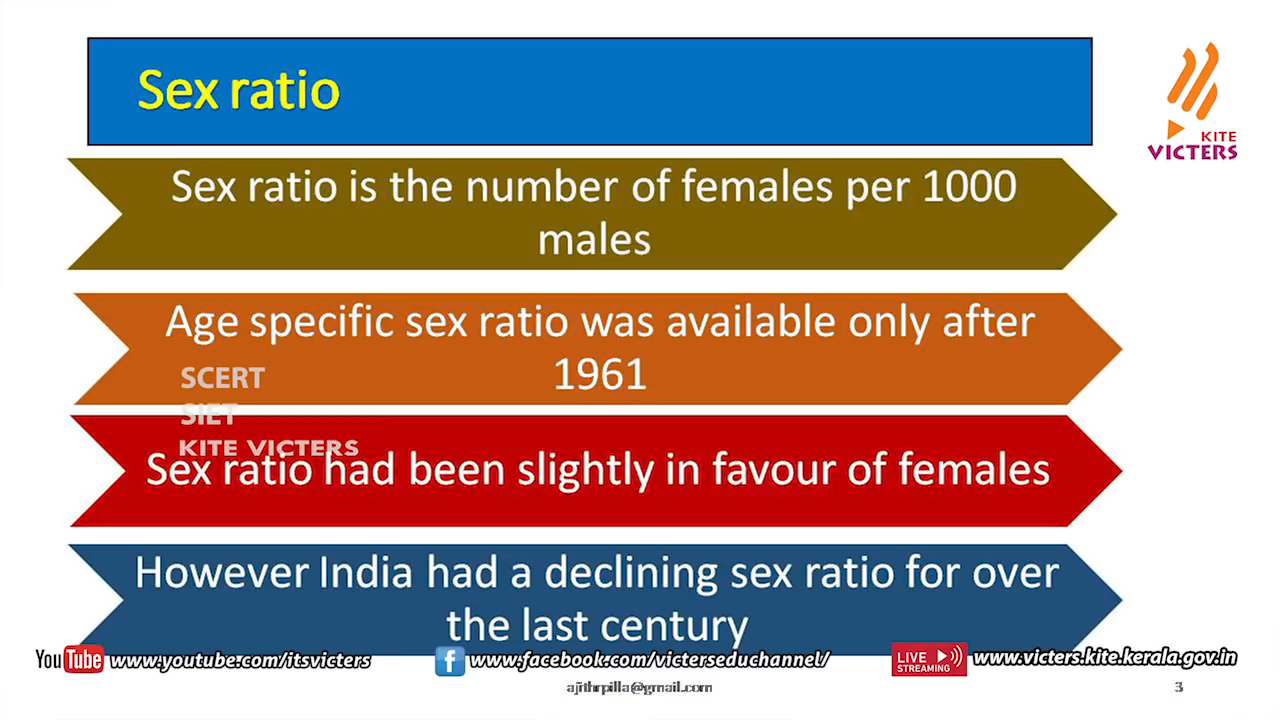 Sex ratio
KITE
VICTERS
Sex ratio is the number of females per 1000
males
Age specific sex ratio was available only after
1961
SCERT
SIET
KITE VICTERS
Sex ratio had been slightly in favour of females
However India had a declining sex ratio for over
the last century
YouTube www.youtube.com/itsvicters
f www.facebook.com/victerseduchannel/
LIVE
STREAMING
www.victers.kite.kerala.gov.in
3